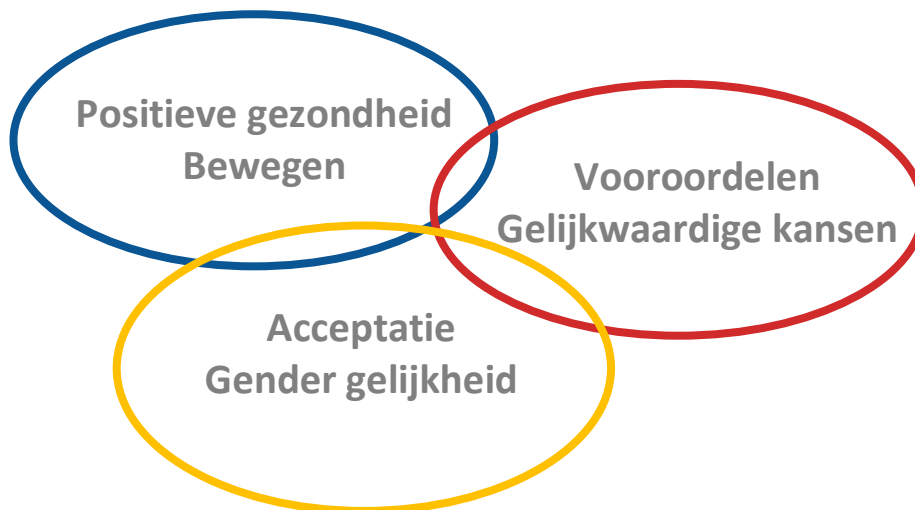 Positieve gezondheid
Bewegen
Vooroordelen
Gelijkwaardige kansen
Acceptatie
Gender gelijkheid